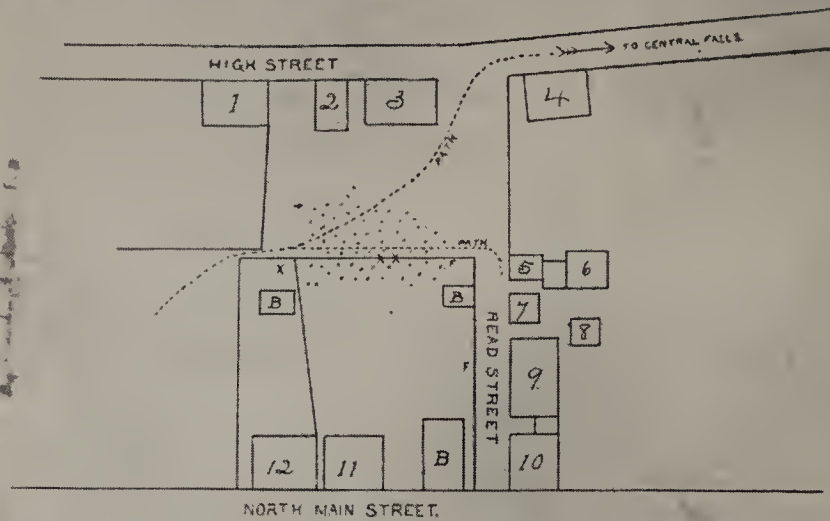 TO CENTRAL FALLS
HIGH STREET
1
2
3
4
PATH
PATH
X
X X
F
5
6
B
B
7
8
READ STREET
F
9
12
11
B
10
NORTH MAIN STREET.